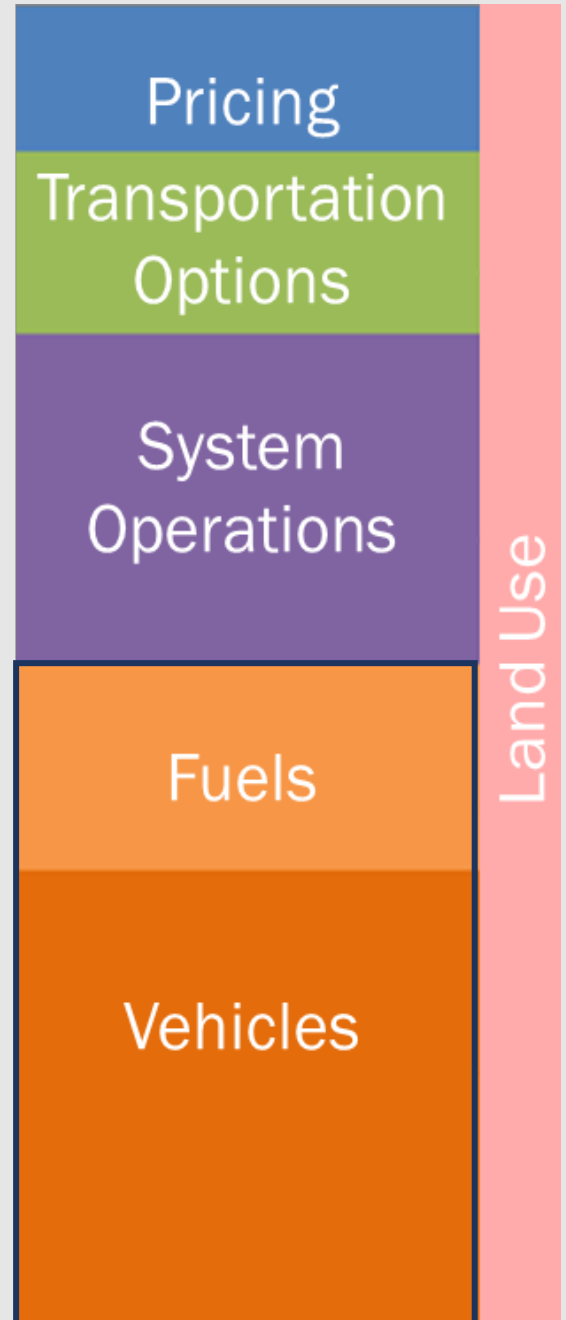 Pricing
Transportation
Options
System
Operations
Fuels
Vehicles
Land Use